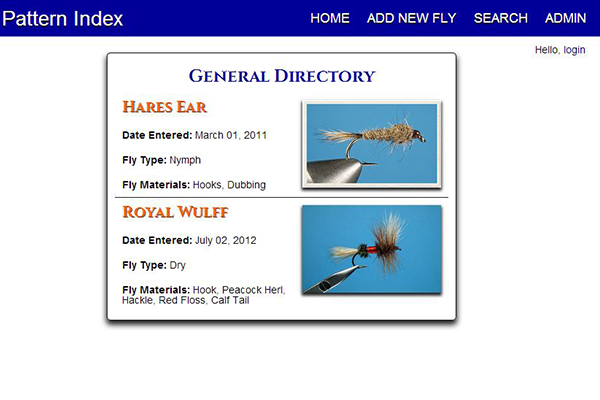 Pattern Index
HOME ADD NEW FLY SEARCH ADMIN
Hello, login
General Directory
Hares Ear
Date Entered: March 01, 2011
Fly Type: Nymph
Fly Materials: Hooks, Dubbing
Royal Wulff
Date Entered: July 02, 2012
Fly Type: Dry
Fly Materials: Hook, Peacock Herl,
Hackle, Red Floss, Calf Tail